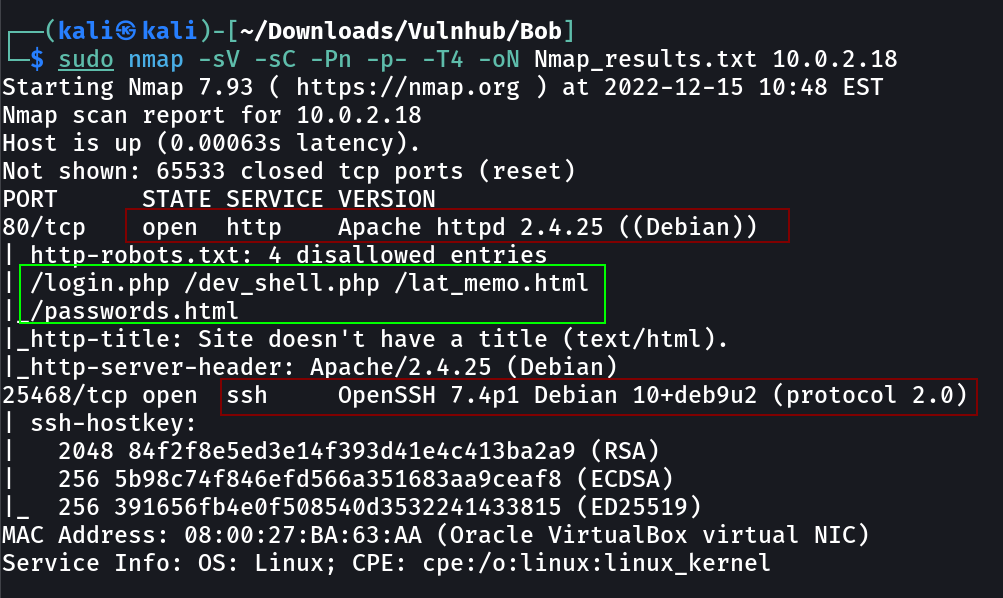 ┌──(kali㉿kali)-[~/Downloads/Vulnhub/Bob]
└─$ sudo nmap -sV -sC -Pn -p- -T4 -oN Nmap_results.txt 10.0.2.18
Starting Nmap 7.93 ( https://nmap.org ) at 2022-12-15 10:48 EST
Nmap scan report for 10.0.2.18
Host is up (0.00063s latency).
Not shown: 65533 closed tcp ports (reset)
PORT      STATE SERVICE VERSION
80/tcp    open  http    Apache httpd 2.4.25 ((Debian))
| http-robots.txt: 4 disallowed entries
| /login.php /dev_shell.php /lat_memo.html
|_/passwords.html
|_http-title: Site doesn't have a title (text/html).
|_http-server-header: Apache/2.4.25 (Debian)
25468/tcp open  ssh     OpenSSH 7.4p1 Debian 10+deb9u2 (protocol 2.0)
| ssh-hostkey:
|   2048 84f2f8e5ed3e14f393d41e4c413ba2a9 (RSA)
|   256 5b98c74f846efd566a351683aa9ceaf8 (ECDSA)
|_  256 391656fb4e0f508540d3532241433815 (ED25519)
MAC Address: 08:00:27:BA:63:AA (Oracle VirtualBox virtual NIC)
Service Info: OS: Linux; CPE: cpe:/o:linux:linux_kernel